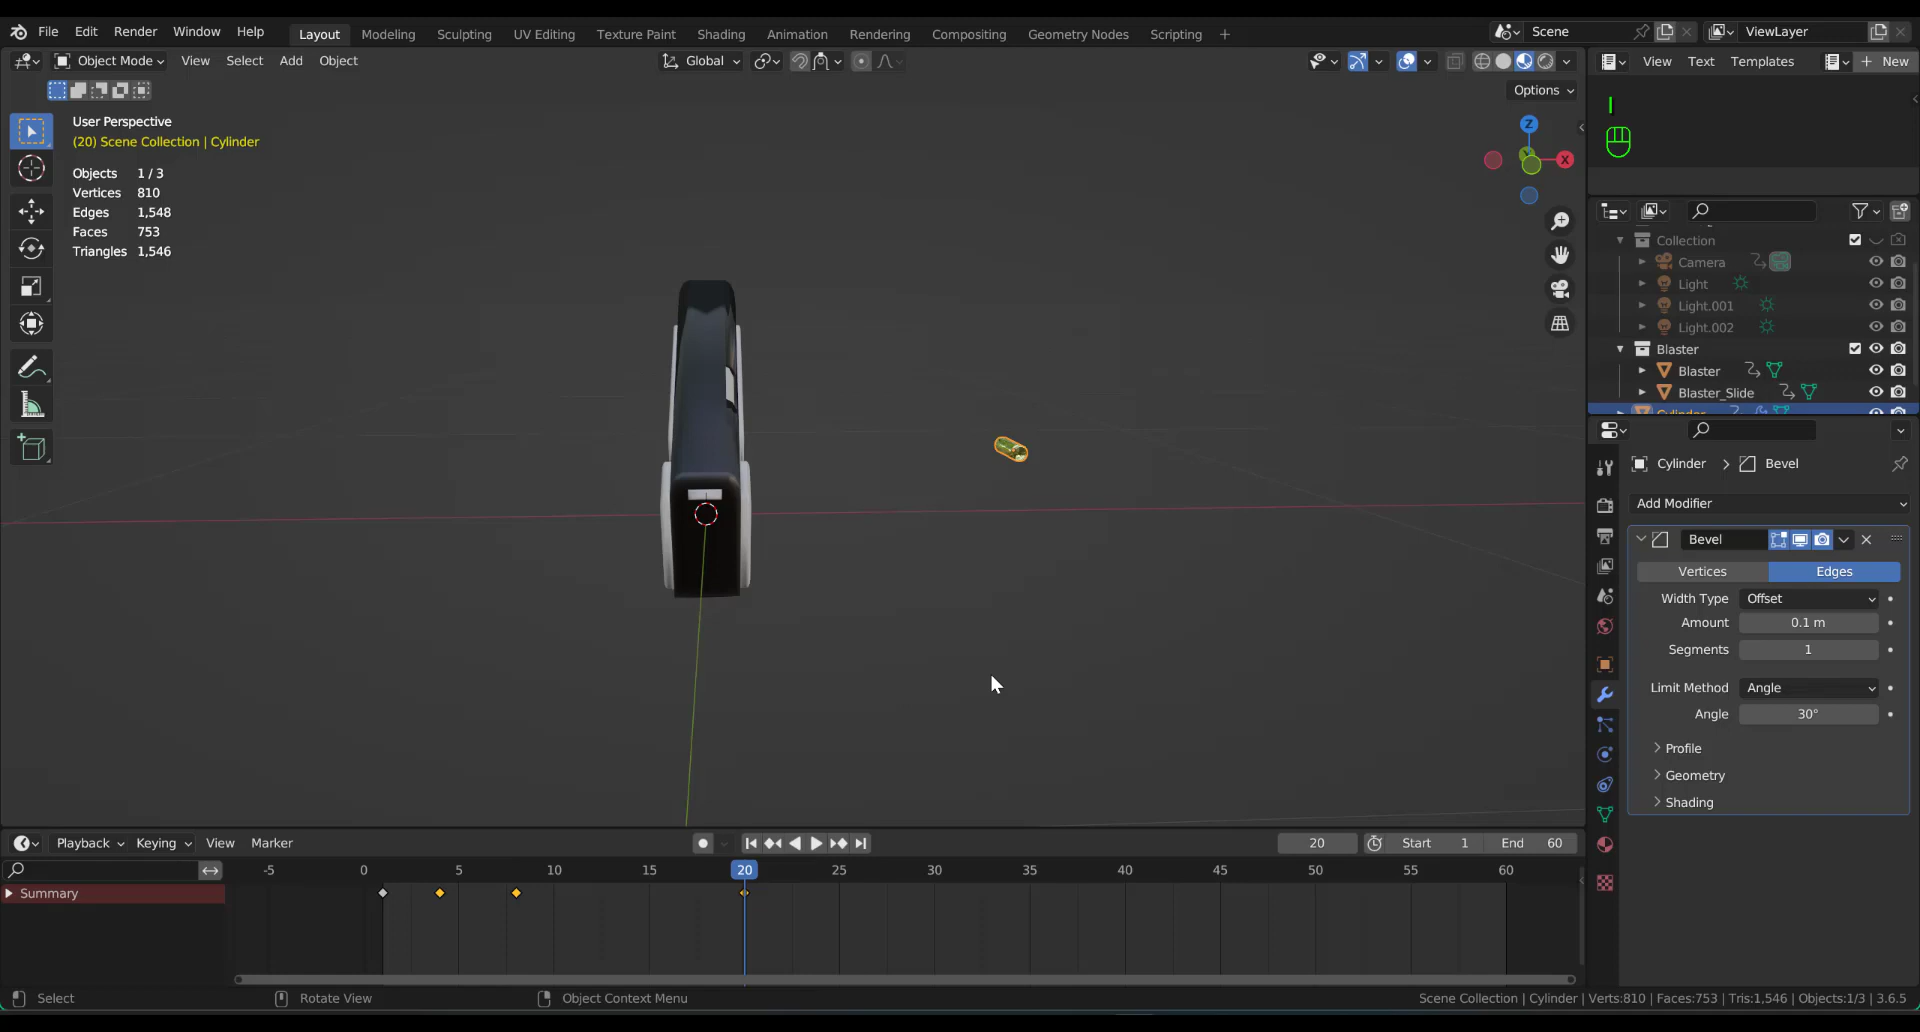 File Edit Render Window Help
Layout Modeling Sculpting UV Editing Texture Paint Shading Animation Rendering Compositing Geometry Nodes Scripting +
Scene
ViewLayer
Object Mode View Select Add Object
Global
View Text Templates
+ New
Options
User Perspective
(20) Scene Collection | Cylinder
Objects 1 / 3
Vertices 810
Edges 1,548
Faces 753
Triangles 1,546
Z
X
I
Collection
Camera
Light
Light.001
Light.002
Blaster
Blaster
Blaster_Slide
Cylinder
Cylinder > Bevel
Add Modifier
Bevel
Vertices Edges
Width Type Offset
Amount 0.1 m
Segments 1
Limit Method Angle
Angle 30°
Profile
Geometry
Shading
Playback Keying View Marker
20
Start 1
End 60
-5 0 5 10 15 20 25 30 35 40 45 50 55 60
Summary
Select
Rotate View
Object Context Menu
Scene Collection | Cylinder | Verts:810 | Faces:753 | Tris:1,546 | Objects:1/3 | 3.6.5